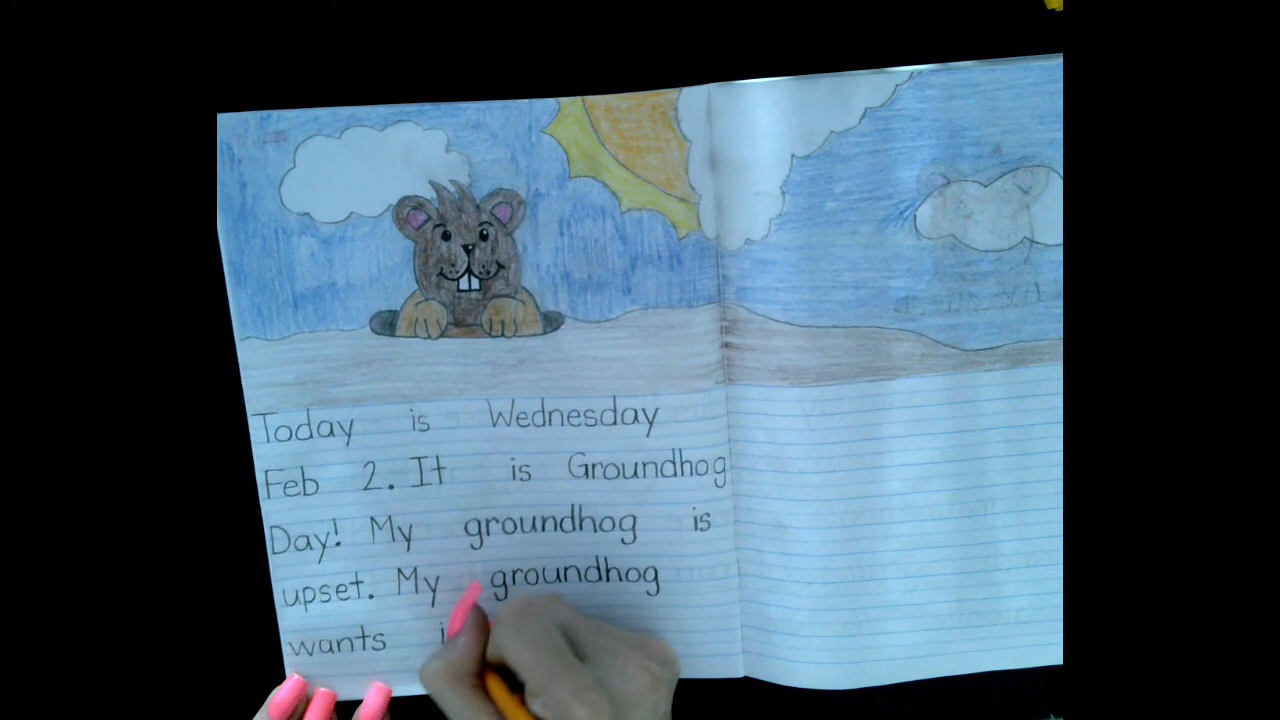 Today is Wednesday
Feb 2. It is Groundhog
Day! My groundhog is
upset. My groundhog
wants i